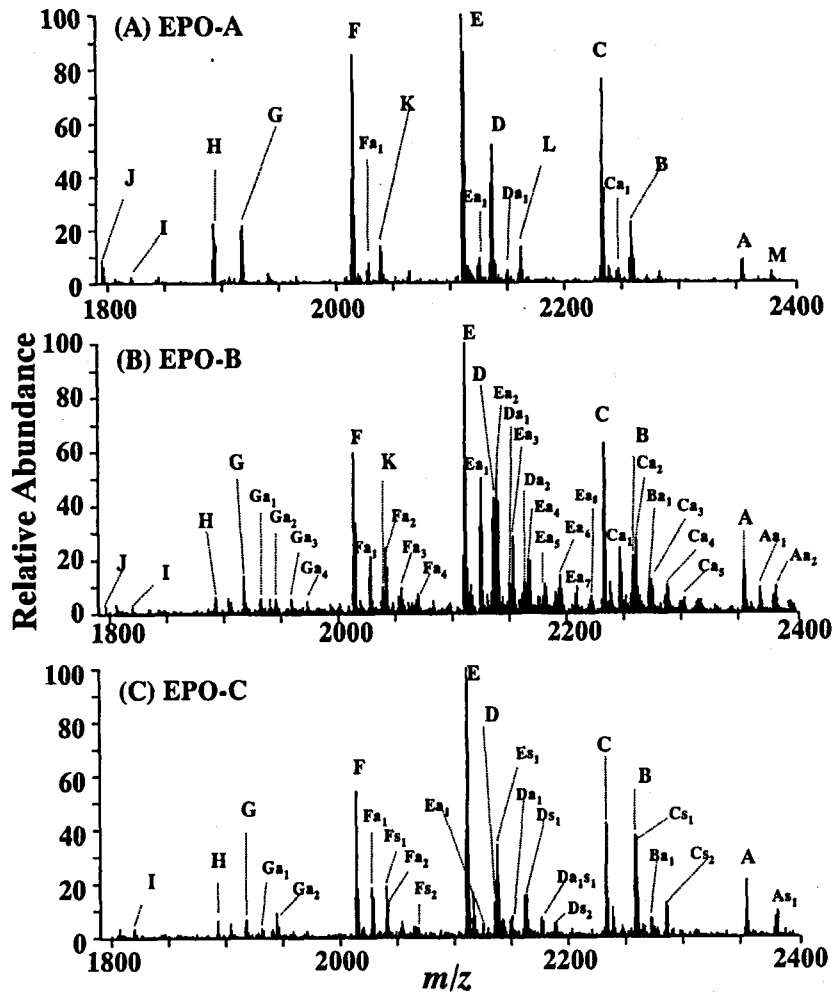 Relative Abundance
(A) EPO-A
100
80
60
40
20
0
J
I
H
G
F
Fa1
K
E
Ea1
D
Da1
L
C
Ca1
B
A
M
1800
2000
2200
2400
(B) EPO-B
100
80
60
40
20
0
J
I
H
G
Ga1
Ga2
Ga3
Ga4
F
Fa1
K
Fa2
Fa3
Fa4
E
Ea1
D
Ea2
Da1
Ea3
Da2
Ea4
Ea5
Ea6
Ea7
Ea8
C
Ca1
B
Ca2
Ba1
Ca3
Ca4
Ca5
A
Aa1
Aa2
1800
2000
2200
2400
(C) EPO-C
100
80
60
40
20
0
I
H
G
Ga1
Ga2
F
Fa1
Fs1
Fa2
Fs2
E
Ea1
D
Es1
Da1
Ds1
Da1s1
Ds2
C
B
Cs1
Ba1
Cs2
A
As1
1800
2000
2200
2400
m/z